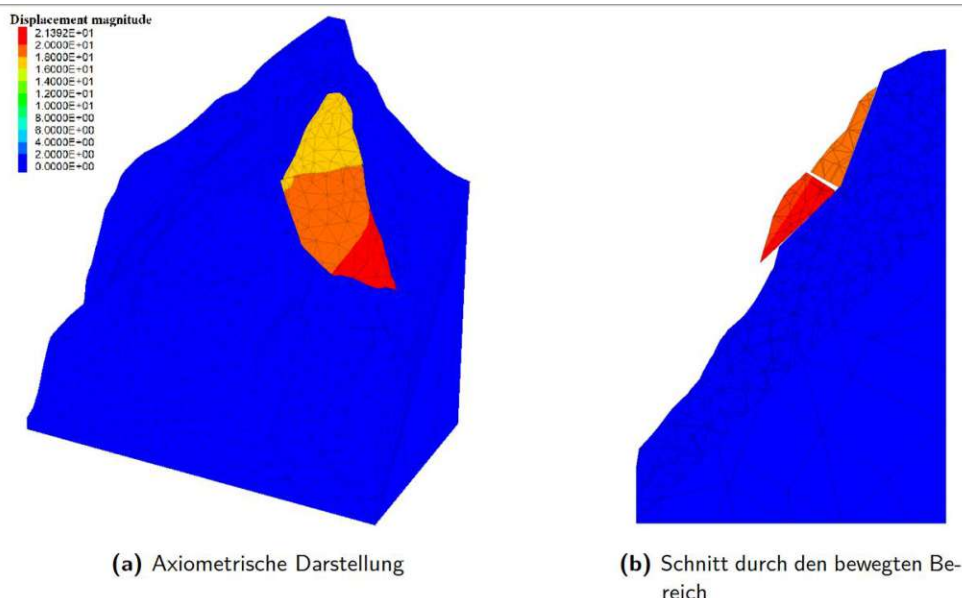 Displacement magnitude
2.1392E+01
2.0000E+01
1.8000E+01
1.6000E+01
1.4000E+01
1.2000E+01
1.0000E+01
8.0000E+00
6.0000E+00
4.0000E+00
2.0000E+00
0.0000E+00
(a) Axiometrische Darstellung
(b) Schnitt durch den bewegten Be-
reich